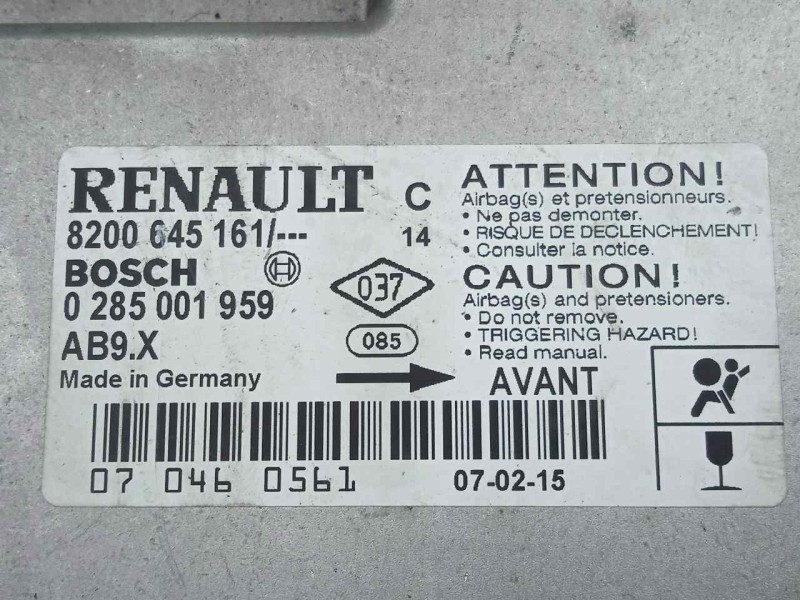 RENAULT C
8200 645 161/--- 14
BOSCH
0 285 001 959
037
AB9.X
085
Made in Germany
AVANT
ATTENTION!
Airbag(s) et pretensionneurs.
• Ne pas demonter.
• RISQUE DE DECLENCHEMENT!
• Consulter la notice.
CAUTION!
Airbag(s) and pretensioners.
• Do not remove.
• TRIGGERING HAZARD!
• Read manual.
07 046 0561
07-02-15